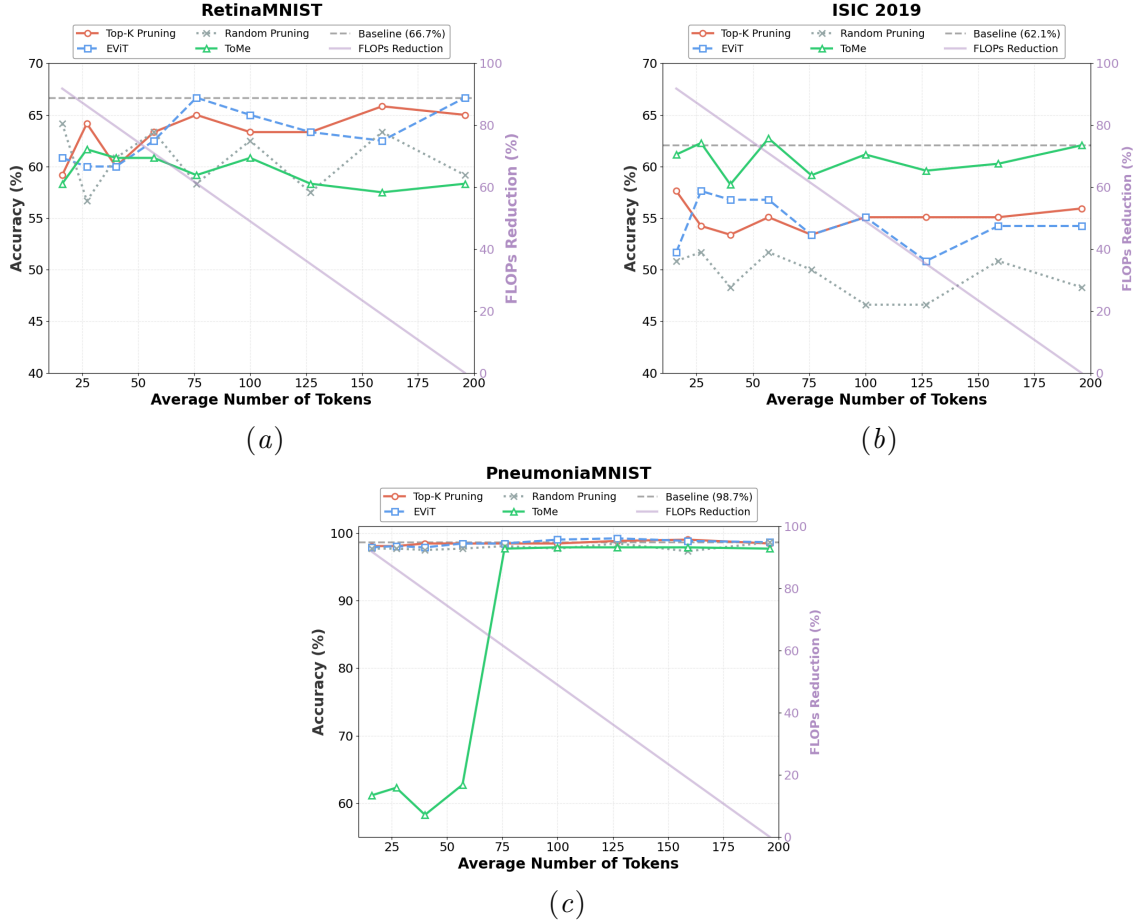 RetinaMNIST
Top-K Pruning Random Pruning Baseline (66.7%)
EViT ToMe FLOPs Reduction
70
65
60
55
50
45
40
100
80
60
40
20
0
25 50 75 100 125 150 175 200
Accuracy (%)
FLOPs Reduction (%)
Average Number of Tokens
(a)
ISIC 2019
Top-K Pruning Random Pruning Baseline (62.1%)
EViT ToMe FLOPs Reduction
70
65
60
55
50
45
40
100
80
60
40
20
0
25 50 75 100 125 150 175 200
Accuracy (%)
FLOPs Reduction (%)
Average Number of Tokens
(b)
PneumoniaMNIST
Top-K Pruning Random Pruning Baseline (98.7%)
EViT ToMe FLOPs Reduction
100
90
80
70
60
100
80
60
40
20
0
25 50 75 100 125 150 175 200
Accuracy (%)
FLOPs Reduction (%)
Average Number of Tokens
(c)